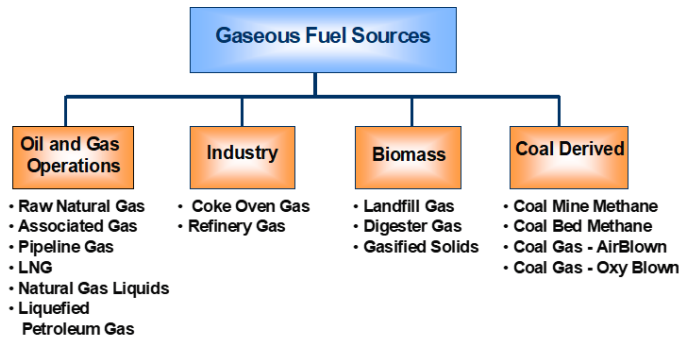 Gaseous Fuel Sources
Oil and Gas
Operations
• Raw Natural Gas
• Associated Gas
• Pipeline Gas
• LNG
• Natural Gas Liquids
• Liquefied
Petroleum Gas
Industry
• Coke Oven Gas
• Refinery Gas
Biomass
• Landfill Gas
• Digester Gas
• Gasified Solids
Coal Derived
• Coal Mine Methane
• Coal Bed Methane
• Coal Gas - AirBlown
• Coal Gas - Oxy Blown